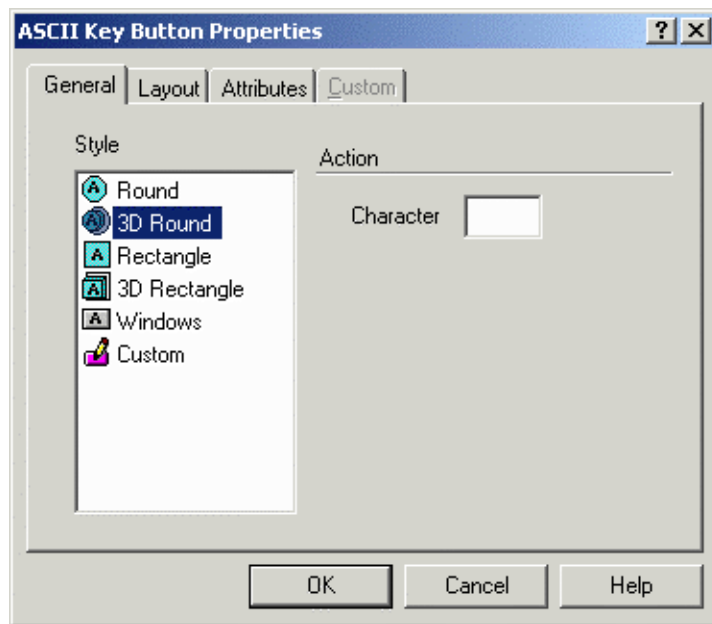 ASCII Key Button Properties
General Layout Attributes Custom
Style
Action
Round
3D Round
Character
Rectangle
3D Rectangle
Windows
Custom
OK Cancel Help